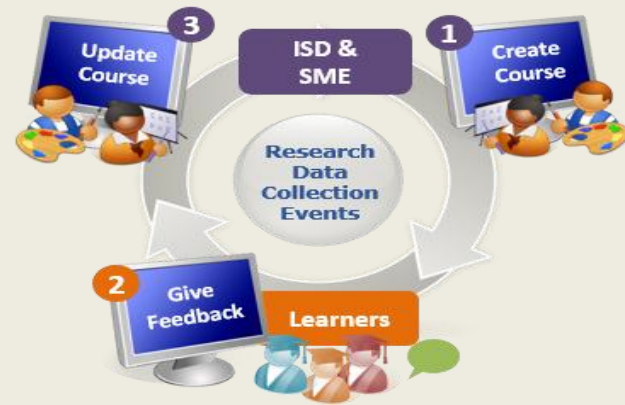 3
Update
Course
ISD &
SME
1
Create
Course
Research
Data
Collection
Events
2
Give
Feedback
Learners